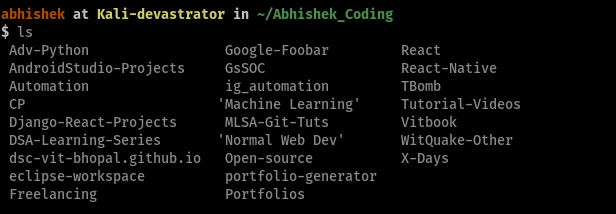 abhishek at Kali-devastrator in ~/Abhishek_Coding
$ ls
Adv-Python Google-Foobar React
AndroidStudio-Projects GsSOC React-Native
Automation ig_automation TBomb
CP 'Machine Learning' Tutorial-Videos
Django-React-Projects MLSA-Git-Tuts Vitbook
DSA-Learning-Series 'Normal Web Dev' WitQuake-Other
dsc-vit-bhopal.github.io Open-source X-Days
eclipse-workspace portfolio-generator
Freelancing Portfolios